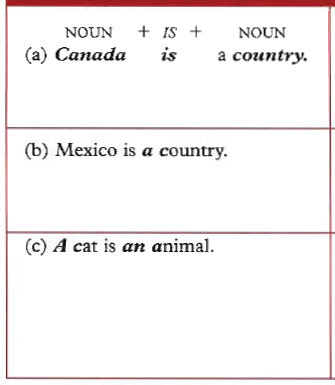 NOUN + IS + NOUN
(a) Canada is a country.
(b) Mexico is a country.
(c) A cat is an animal.